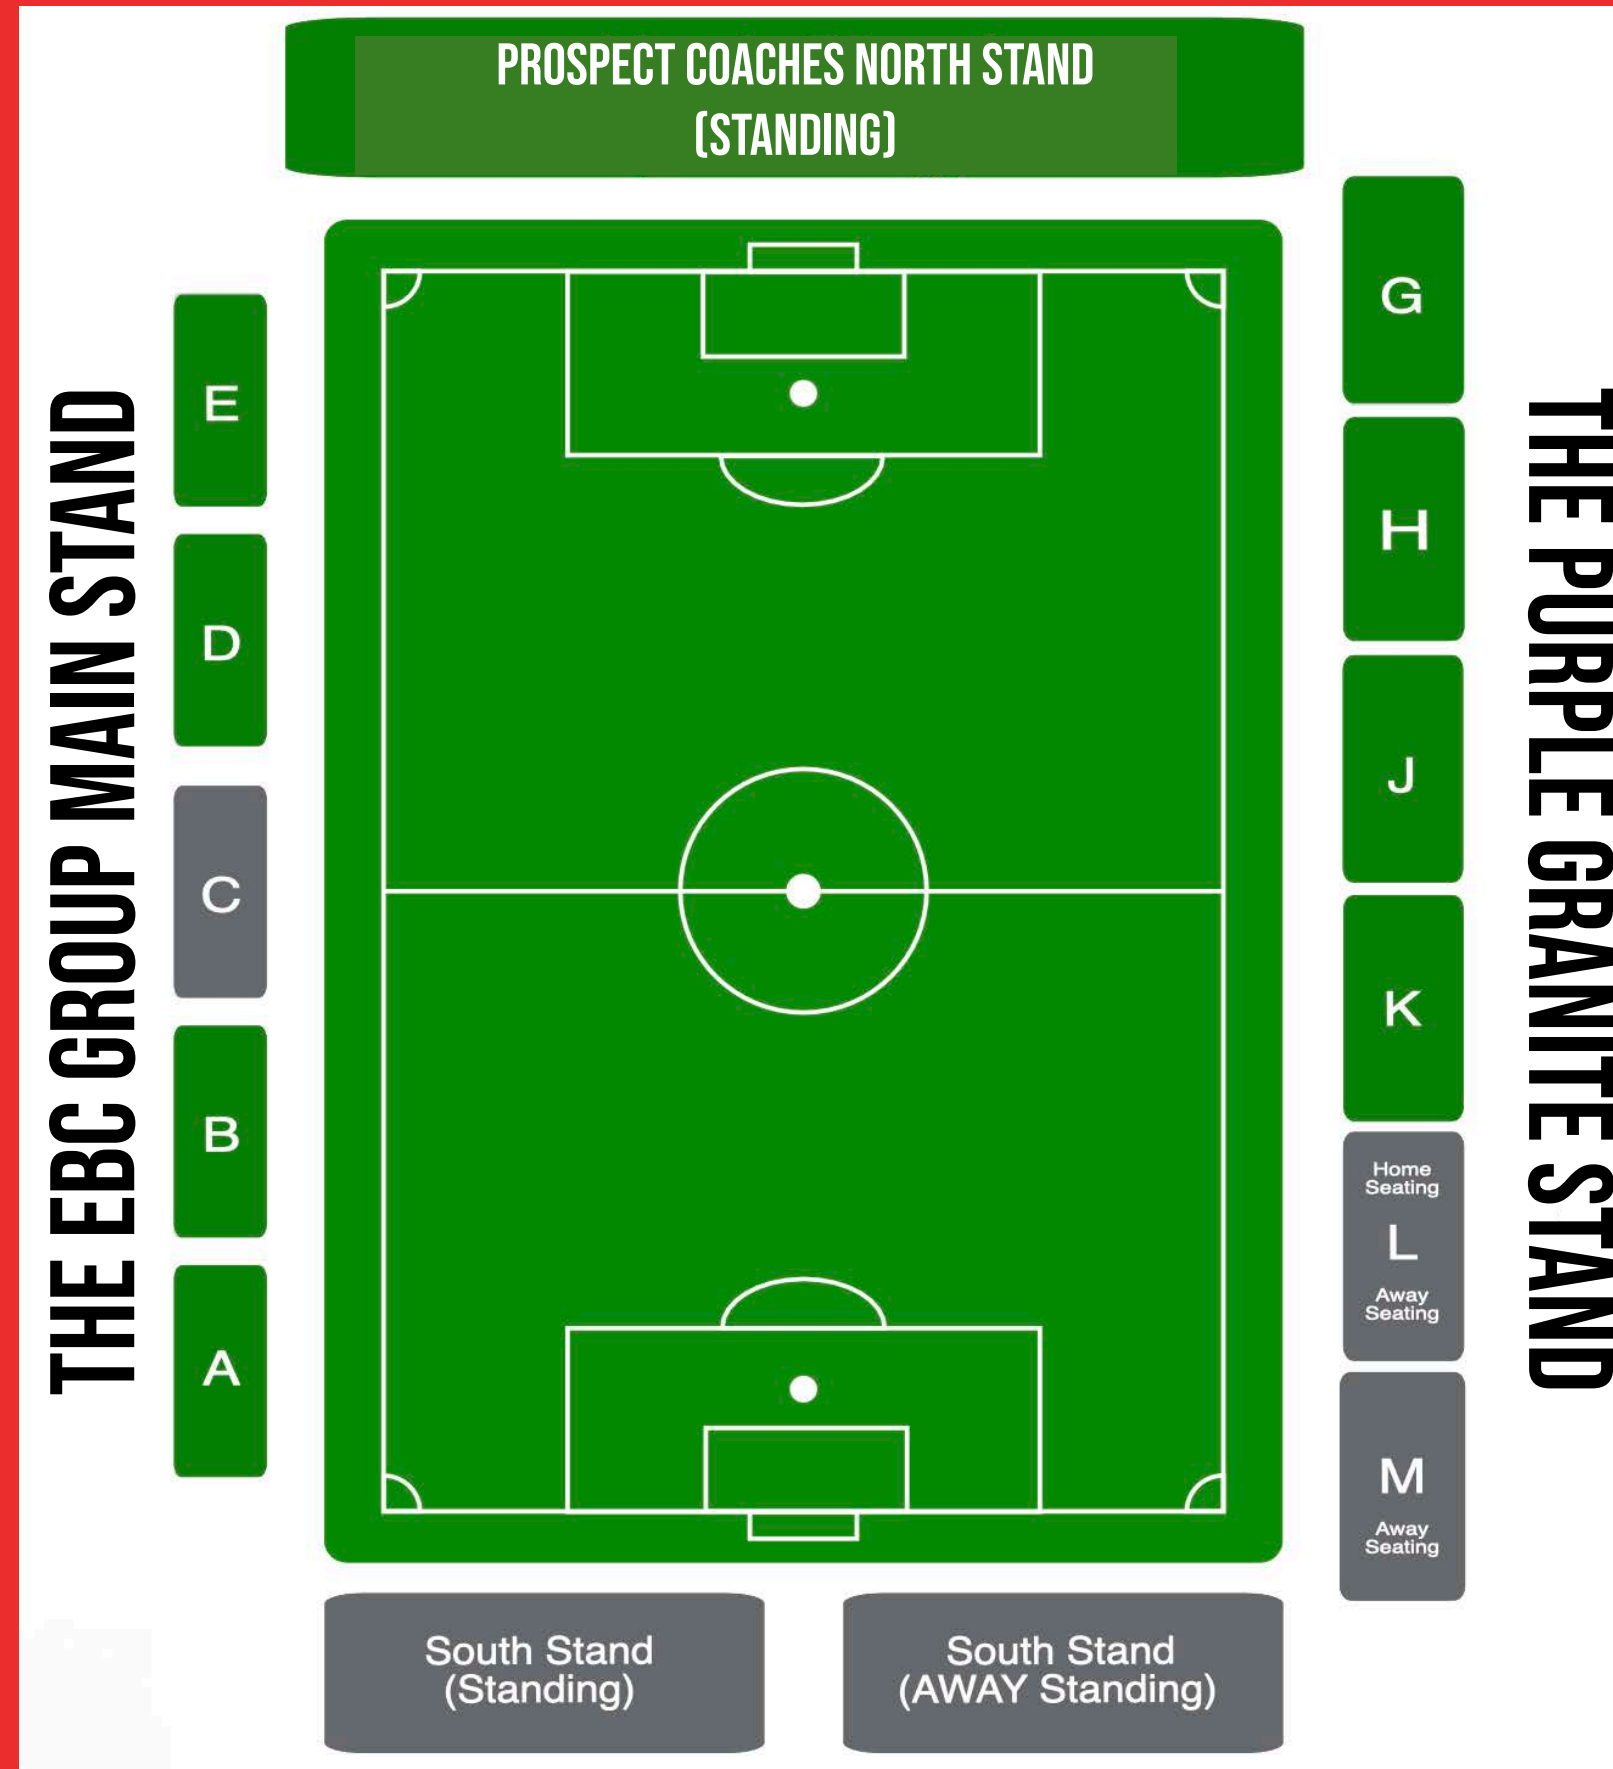 PROSPECT COACHES NORTH STAND
(STANDING)
THE EBC GROUP MAIN STAND
E
D
C
B
A
G
H
J
K
Home
Seating
L
Away
Seating
M
Away
Seating
THE PURPLE GRANITE STAND
South Stand
(Standing)
South Stand
(AWAY Standing)